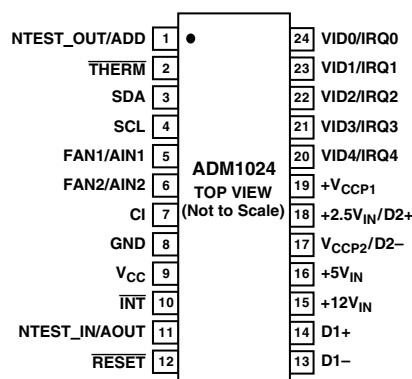 NTEST_OUT/ADD 1 24 VID0/IRQ0
THERM 2 23 VID1/IRQ1
SDA 3 22 VID2/IRQ2
SCL 4 21 VID3/IRQ3
FAN1/AIN1 5 20 VID4/IRQ4
FAN2/AIN2 6 19 +VCCP1
CI 7 18 +2.5VIN/D2+
GND 8 17 VCCP2/D2–
VCC 9 16 +5VIN
INT 10 15 +12VIN
NTEST_IN/AOUT 11 14 D1+
RESET 12 13 D1–
ADM1024
TOP VIEW
(Not to Scale)